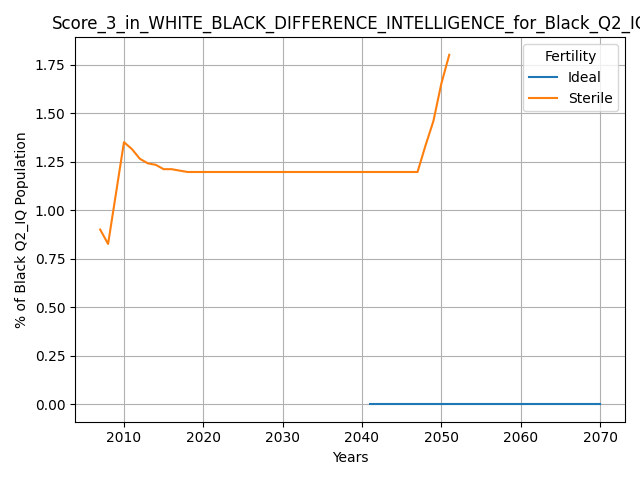 Score_3_in_WHITE_BLACK_DIFFERENCE_INTELLIGENCE_for_Black_Q2_IQ
Fertility
Ideal
Sterile
% of Black Q2_IQ Population
1.75
1.50
1.25
1.00
0.75
0.50
0.25
0.00
2010 2020 2030 2040 2050 2060 2070
Years